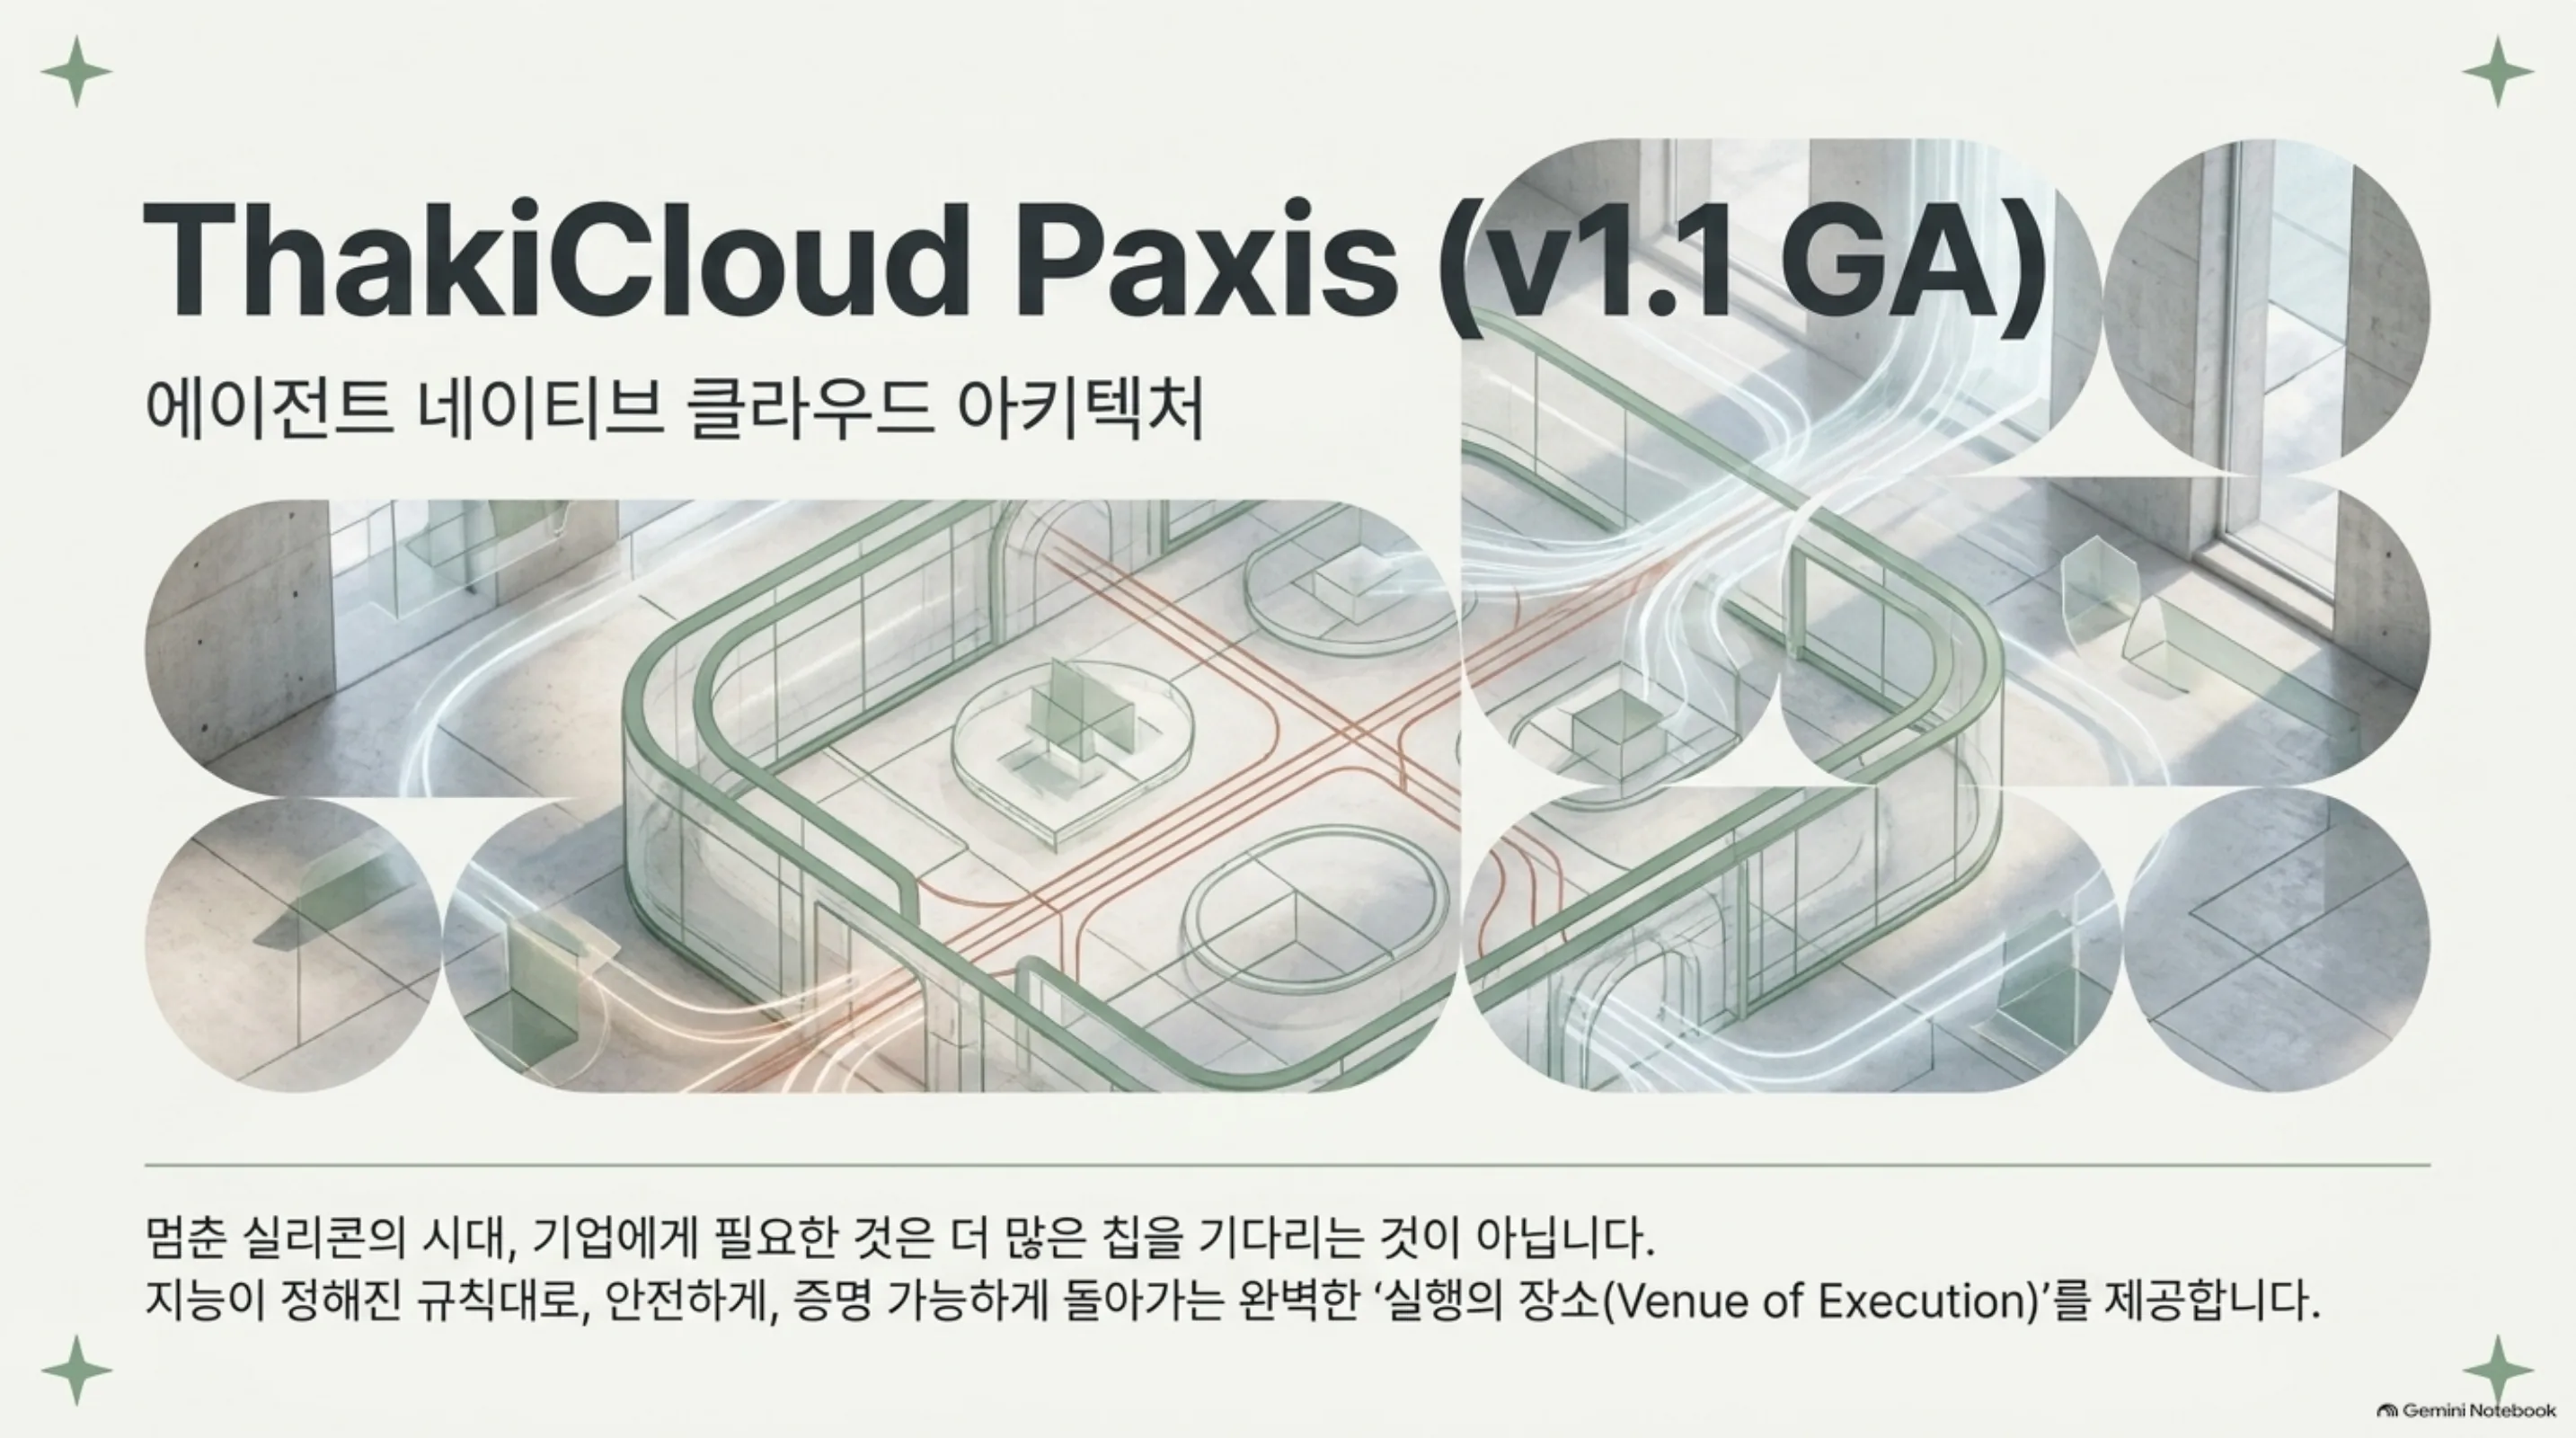 ThakiCloud Paxis (v1.1 GA)
에이전트 네이티브 클라우드 아키텍처
멈춘 실리콘의 시대, 기업에게 필요한 것은 더 많은 칩을 기다리는 것이 아닙니다.
지능이 정해진 규칙대로, 안전하게, 증명 가능하게 돌아가는 완벽한 ‘실행의 장소(Venue of Execution)’를 제공합니다.
Gemini Notebook